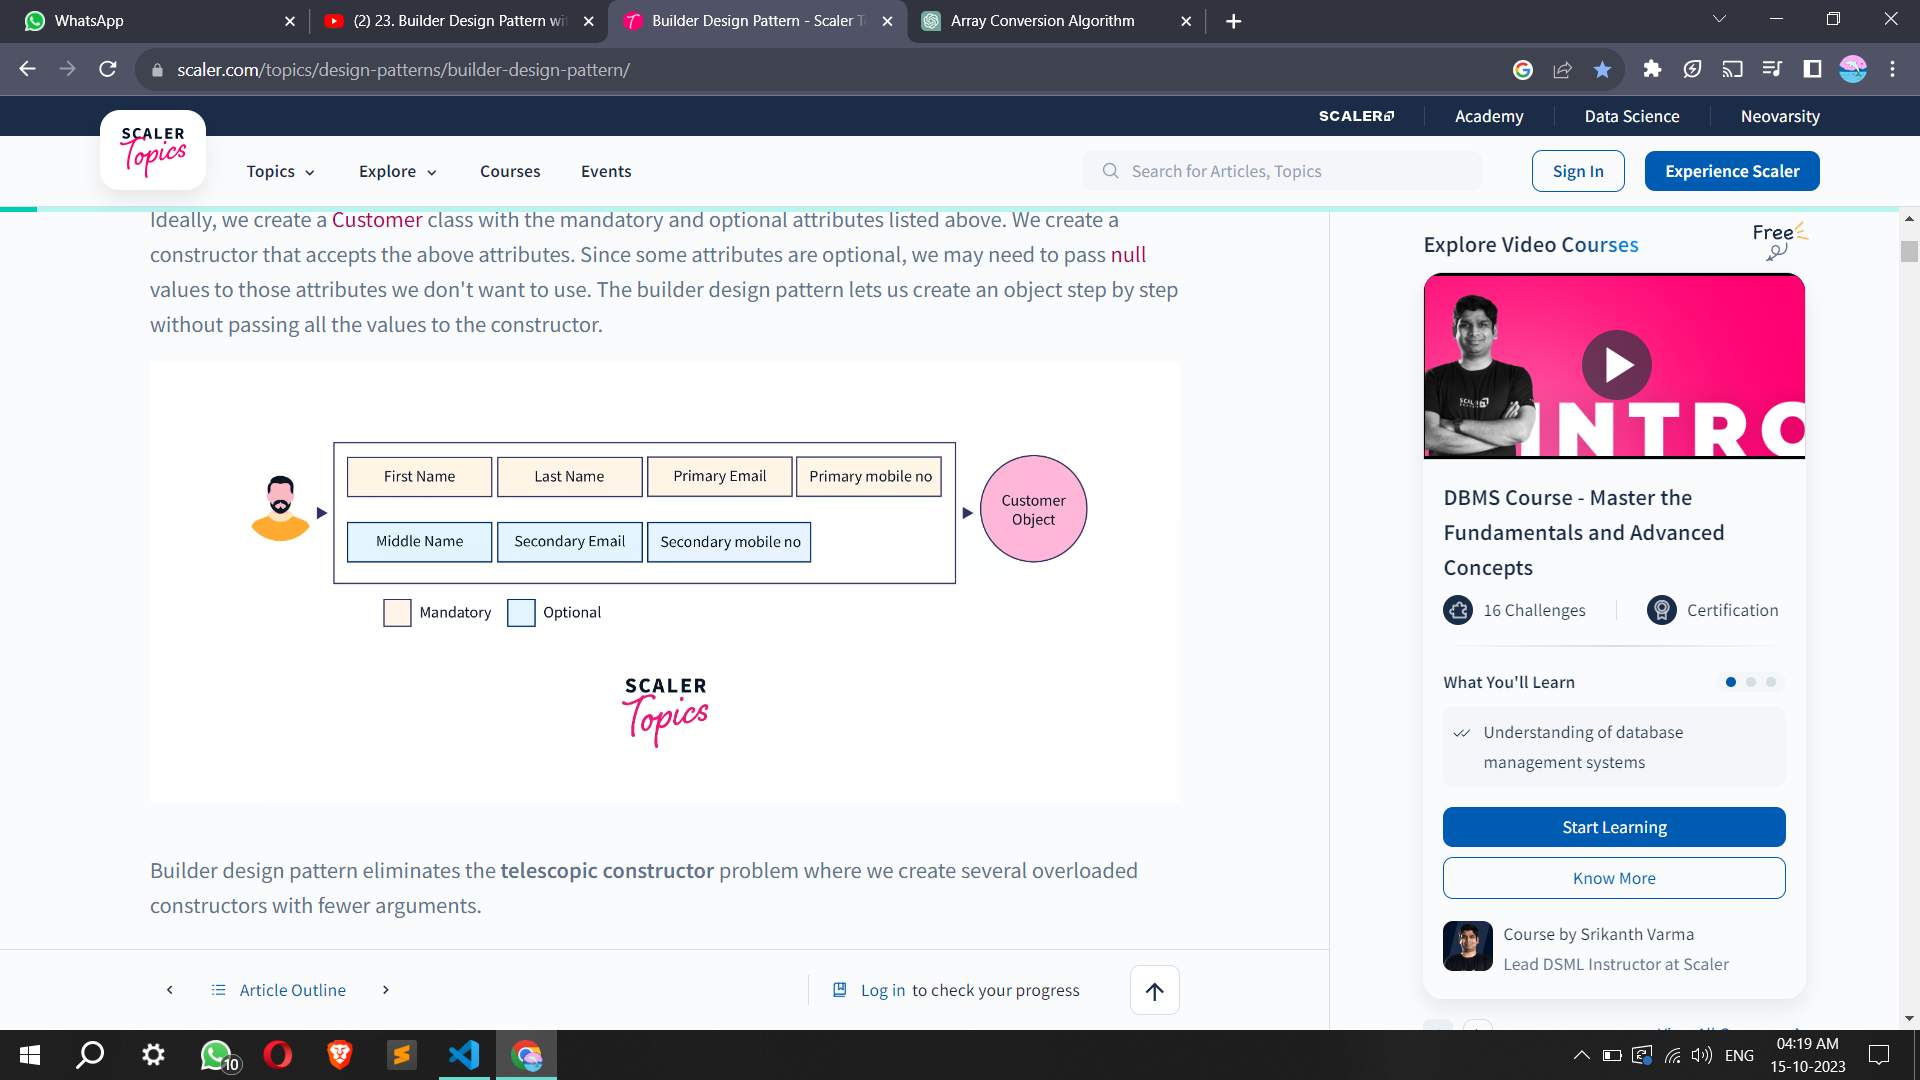 WhatsApp
(2) 23. Builder Design Pattern wi
Builder Design Pattern - Scaler T
Array Conversion Algorithm
scaler.com/topics/design-patterns/builder-design-pattern/
SCALER
Academy
Data Science
Neovarsity
SCALER
Topics
Topics
Explore
Courses
Events
Search for Articles, Topics
Sign In
Experience Scaler
Ideally, we create a Customer class with the mandatory and optional attributes listed above. We create a
constructor that accepts the above attributes. Since some attributes are optional, we may need to pass null
values to those attributes we don't want to use. The builder design pattern lets us create an object step by step
without passing all the values to the constructor.
First Name
Last Name
Primary Email
Primary mobile no
Middle Name
Secondary Email
Secondary mobile no
Customer
Object
Mandatory
Optional
SCALER
Topics
Builder design pattern eliminates the telescopic constructor problem where we create several overloaded
constructors with fewer arguments.
Article Outline
Log in to check your progress
Explore Video Courses
Free
SCALER
INTRO
DBMS Course - Master the
Fundamentals and Advanced
Concepts
16 Challenges
Certification
What You'll Learn
Understanding of database
management systems
Start Learning
Know More
Course by Srikanth Varma
Lead DSML Instructor at Scaler
10
ENG
04:19 AM
15-10-2023